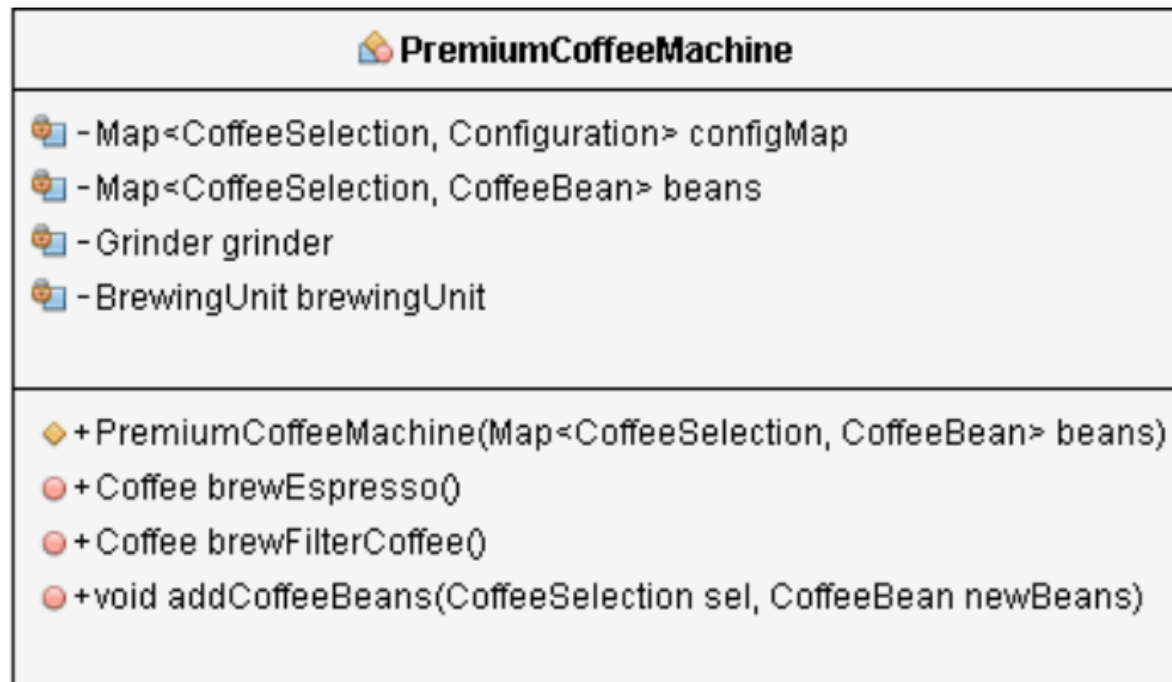 PremiumCoffeeMachine
-Map<CoffeeSelection, Configuration> configMap
-Map<CoffeeSelection, CoffeeBean> beans
-Grinder grinder
-BrewingUnit brewingUnit
+PremiumCoffeeMachine(Map<CoffeeSelection, CoffeeBean> beans)
+Coffee brewEspresso()
+Coffee brewFilterCoffee()
+void addCoffeeBeans(CoffeeSelection sel, CoffeeBean newBeans)